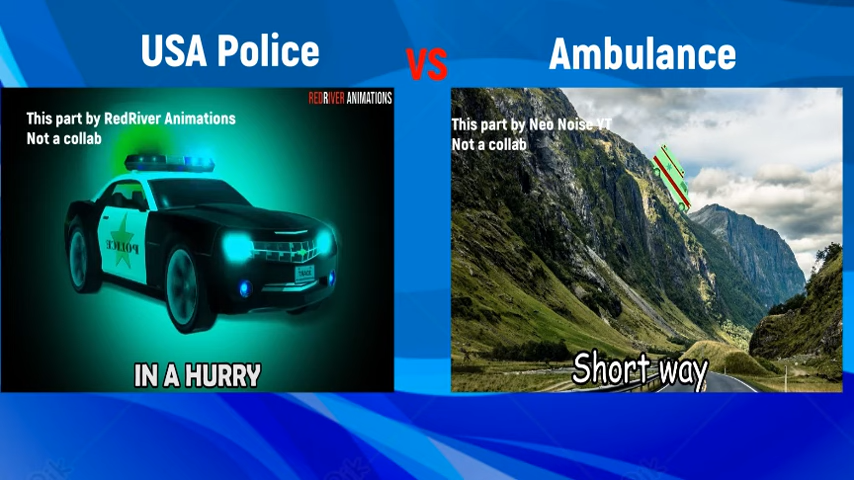 USA Police
VS
Ambulance
REDRIVER ANIMATIONS
This part by RedRiver Animations
Not a collab
POLICE
IN A HURRY
This part by Neo Noise YT
Not a collab
Short way